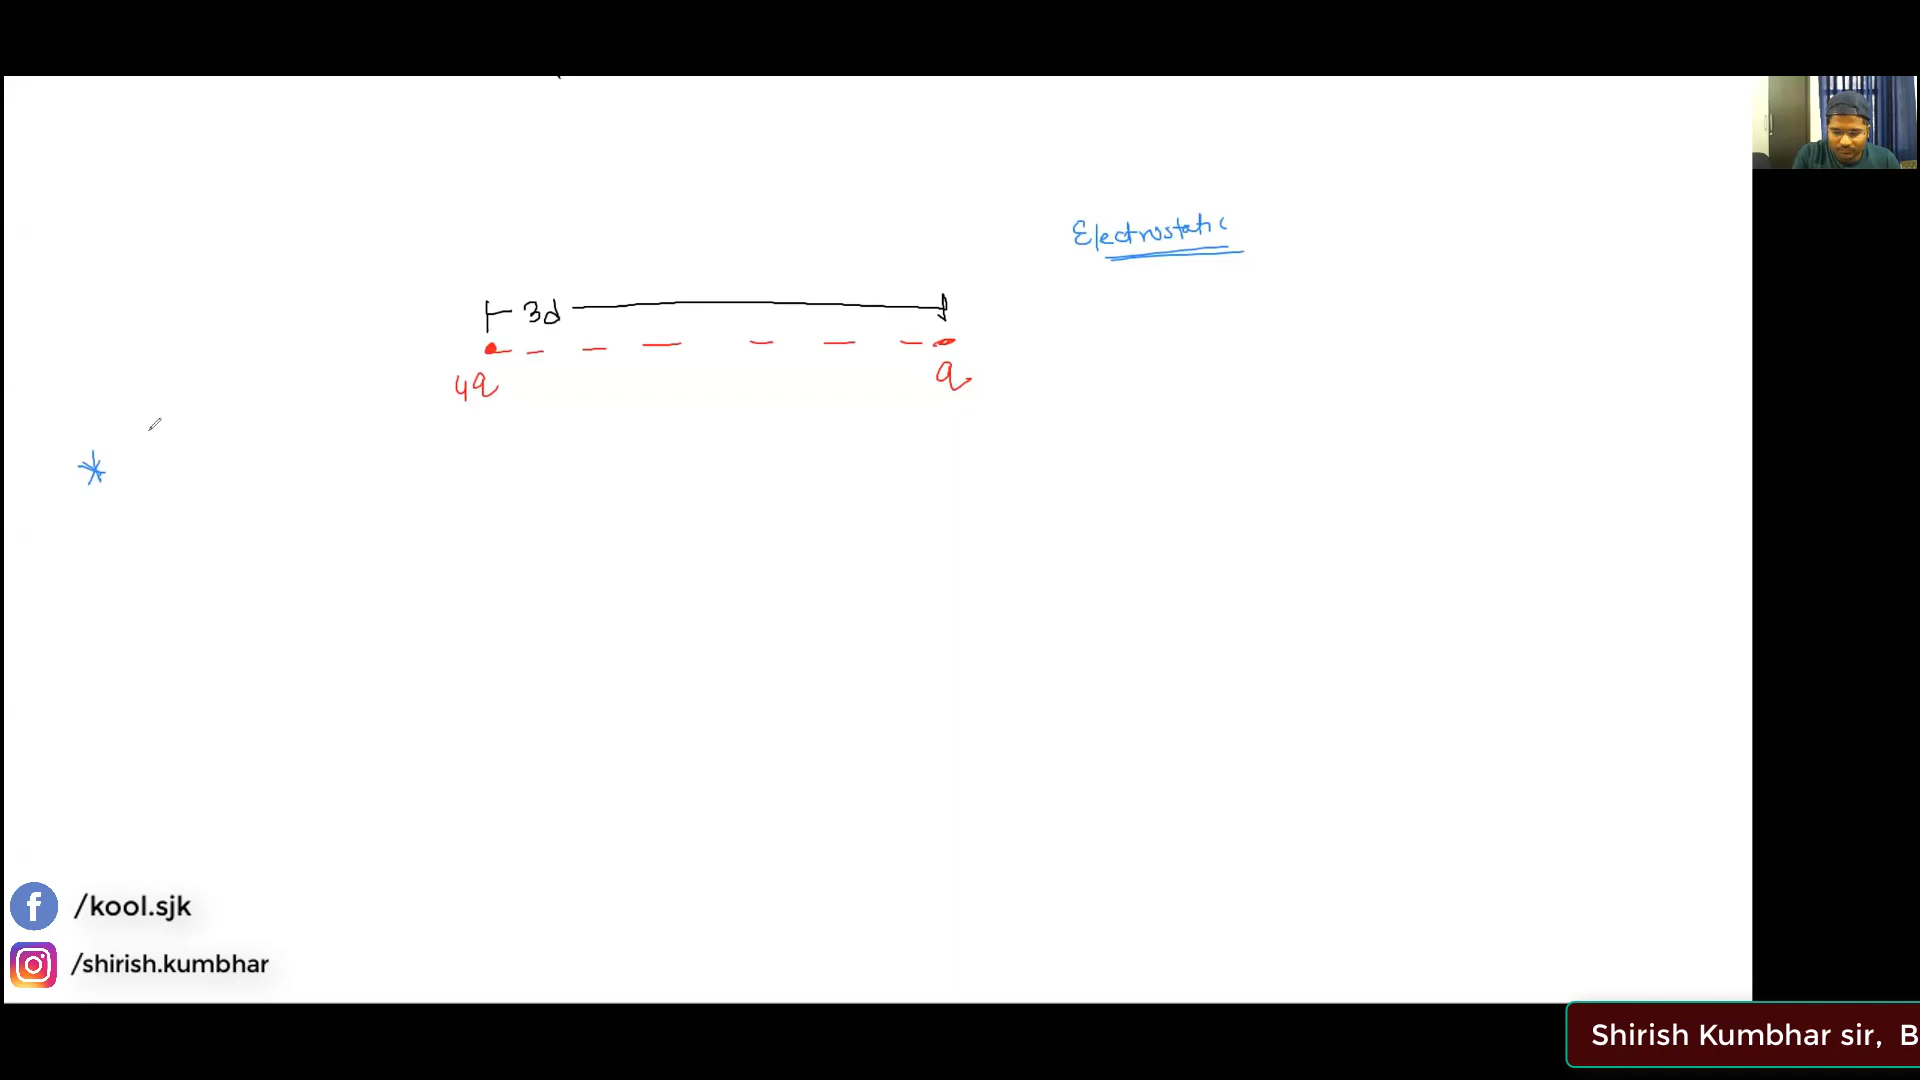 Electrostatic
3d
4q q
*
/kool.sjk
/shirish.kumbhar
Shirish Kumbhar sir, B